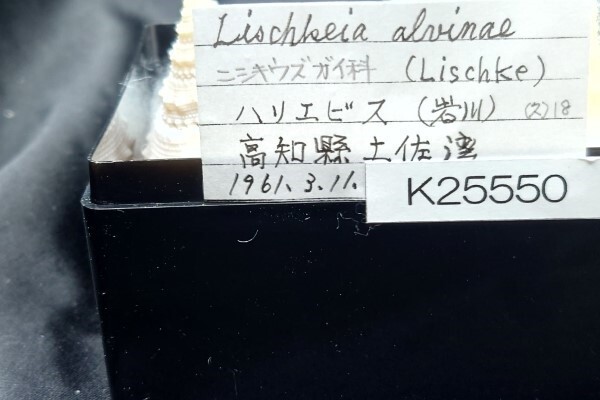 Lischkeia alvinae
ニシキウズガイ科 (Lischke)
ハリエビス (岩川) (ス)18
高知縣土佐湾
1961.3.11.
K25550